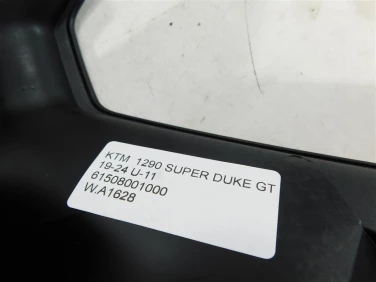 KTM 1290 SUPER DUKE GT
19-24 U-11
61508001000
W.A1628